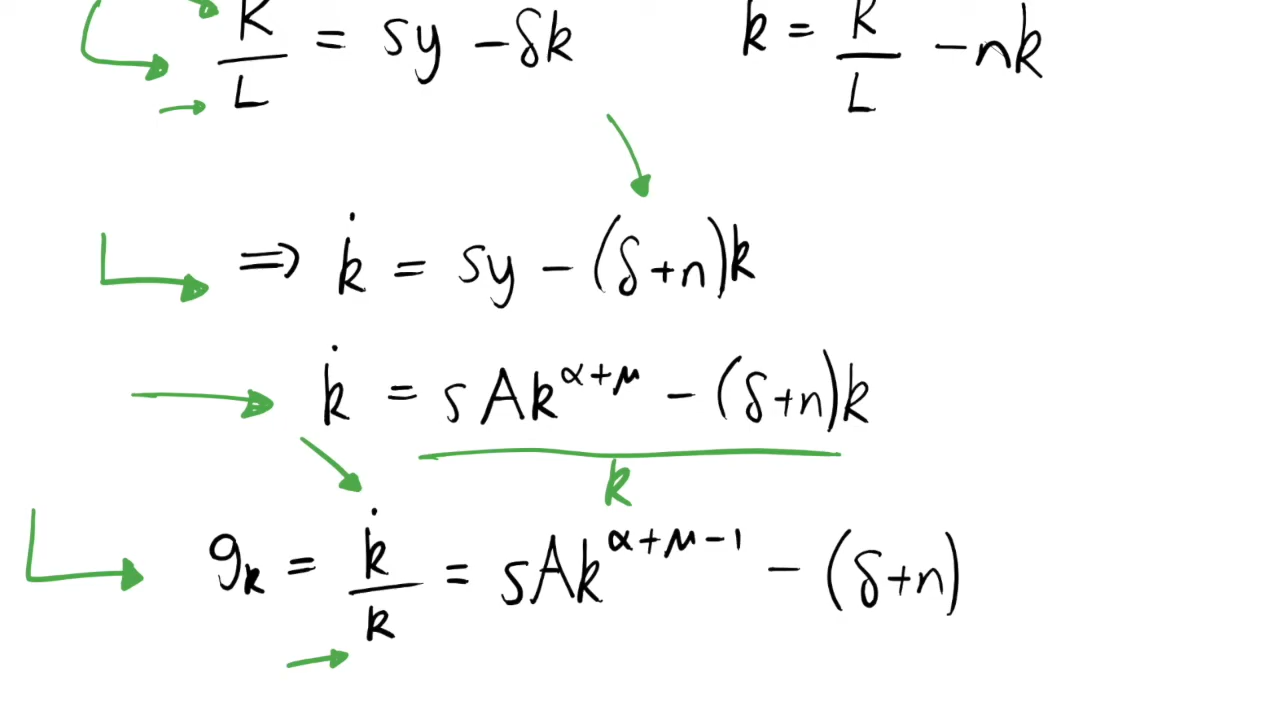 K/L = sy - δk    k = K/L - nk
⇒ k̇ = sy - (δ+n)k
k̇ = sAk^(α+μ) - (δ+n)k
k
g_k = k̇/k = sAk^(α+μ-1) - (δ+n)